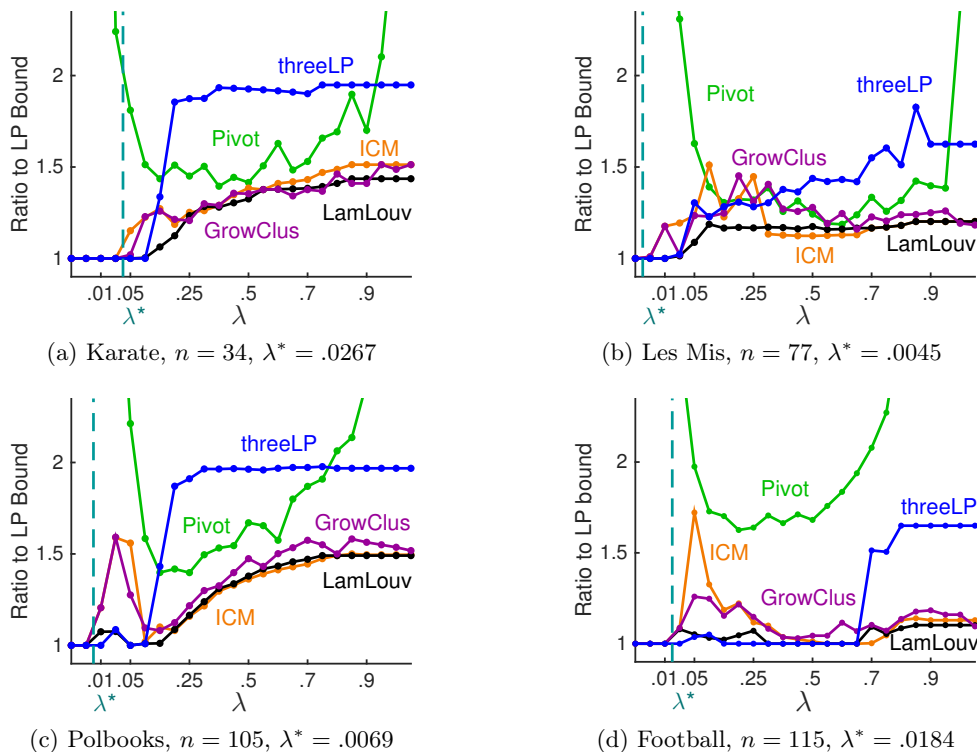 Ratio to LP Bound
2
1.5
1
threeLP
Pivot
ICM
GrowClus
LamLouv
.01 .05 .25 .5 .7 .9
λ* λ
(a) Karate, n = 34, λ* = .0267
Ratio to LP Bound
2
1.5
1
Pivot
threeLP
GrowClus
ICM
LamLouv
.01 .05 .25 .5 .7 .9
λ* λ
(b) Les Mis, n = 77, λ* = .0045
Ratio to LP Bound
2
1.5
1
threeLP
Pivot
GrowClus
LamLouv
ICM
.01 .05 .25 .5 .7 .9
λ* λ
(c) Polbooks, n = 105, λ* = .0069
Ratio to LP bound
2
1.5
1
Pivot
threeLP
ICM
GrowClus
LamLouv
.01 .05 .25 .5 .7 .9
λ* λ
(d) Football, n = 115, λ* = .0184